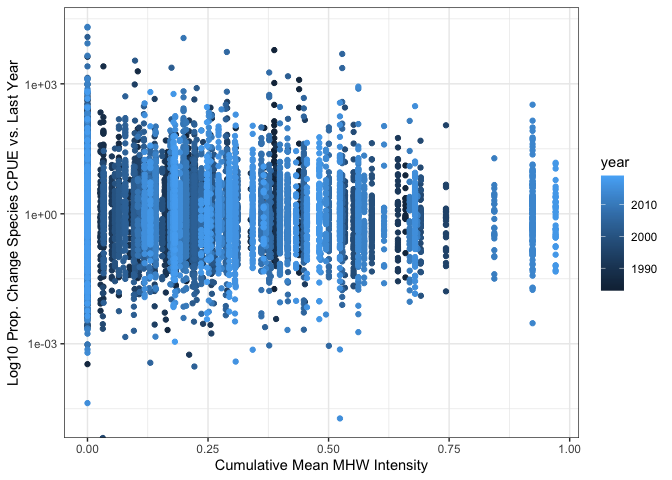 Log10 Prop. Change Species CPUE vs. Last Year
1e+03
1e+00
1e-03
0.00
0.25
0.50
0.75
1.00
Cumulative Mean MHW Intensity
year
2010
2000
1990